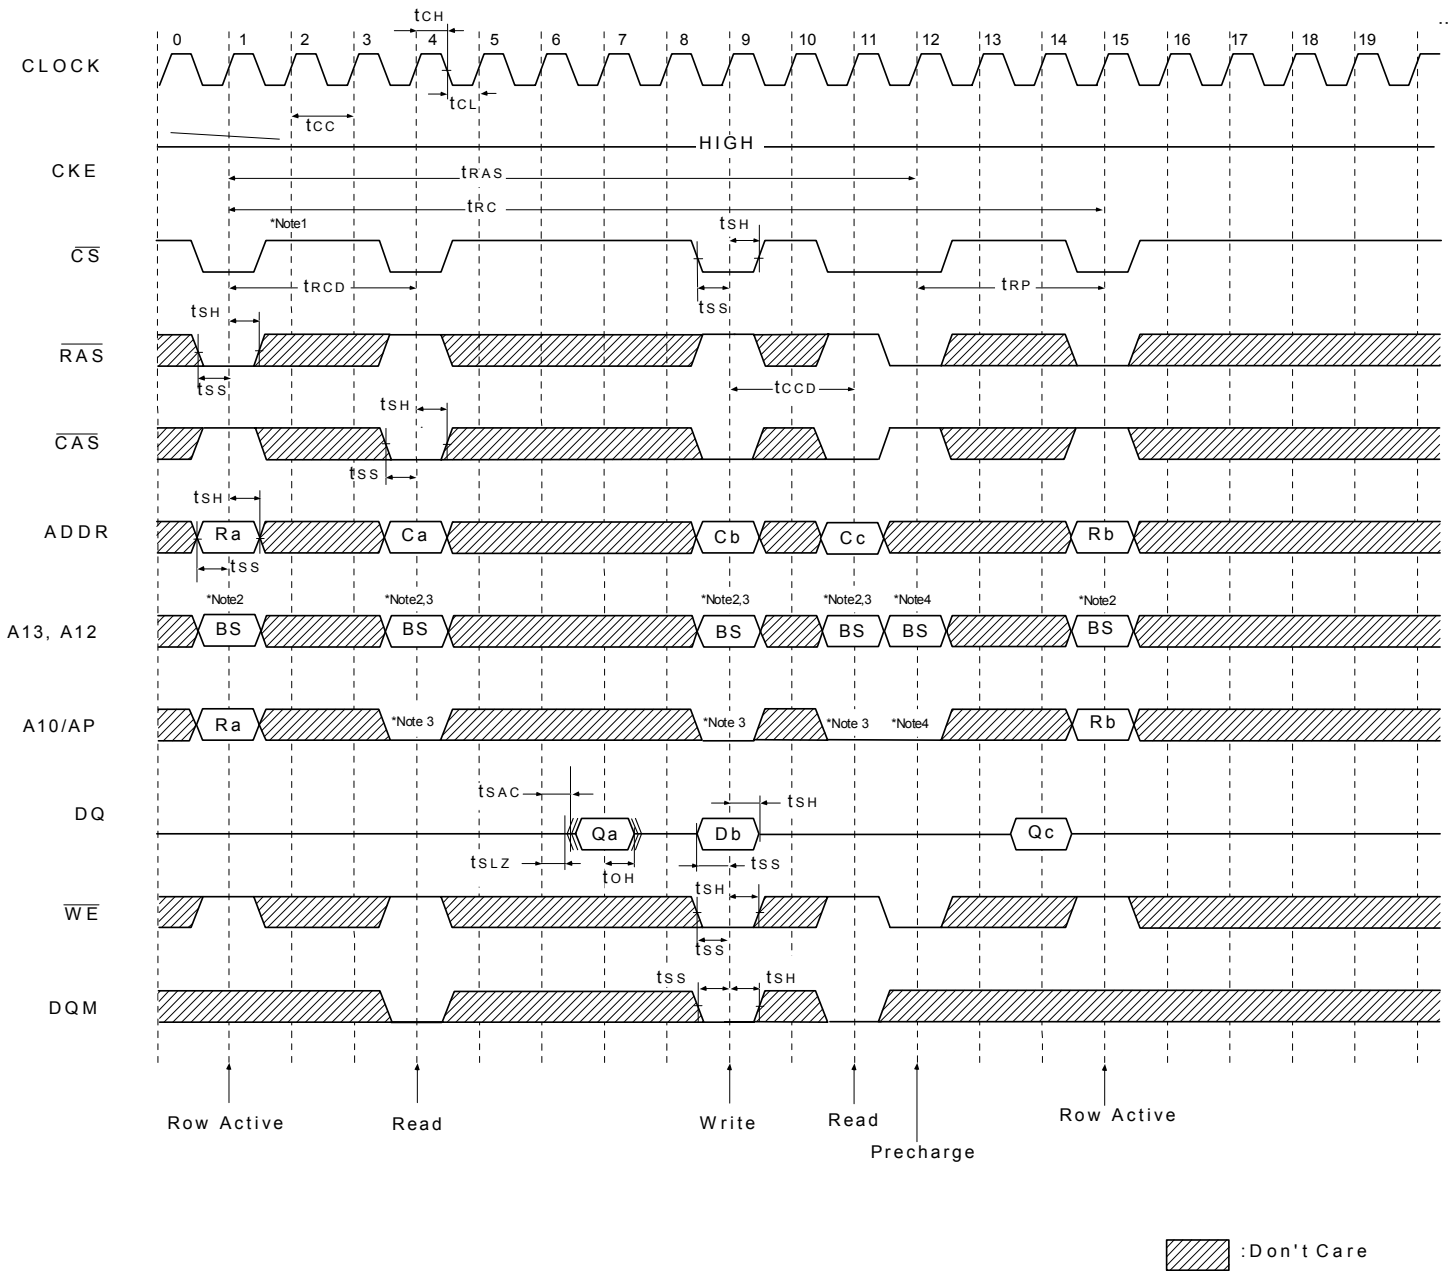 ..
tCH
0 1 2 3 4 5 6 7 8 9 10 11 12 13 14 15 16 17 18 19
CLOCK
tCL
tCC
HIGH
CKE
tRAS
tRC
*Note1
tSH
CS
tRCD
tRP
tSS
tSH
RAS
tSS
tCCD
tSH
CAS
tSS
tSH
ADDR
Ra Ca Cb Cc Rb
tSS
*Note2 *Note2,3 *Note2,3 *Note2,3 *Note4 *Note2
A13, A12
BS BS BS BS BS BS
A10/AP
Ra *Note 3 *Note 3 *Note 3 *Note4 Rb
tSAC
tSH
DQ
Qa Db Qc
tSLZ
tOH
tSS
tSH
WE
tSS
tSS
tSH
DQM
Row Active Read Write Read Row Active
Precharge
:Don't Care